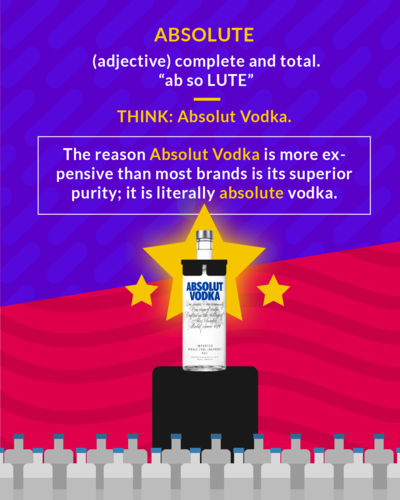 ABSOLUTE
(adjective) complete and total.
“ab so LUTE”
THINK: Absolut Vodka.
The reason Absolut Vodka is more ex-
pensive than most brands is its superior
purity; it is literally absolute vodka.
ABSOLUT
VODKA
IMPORTED